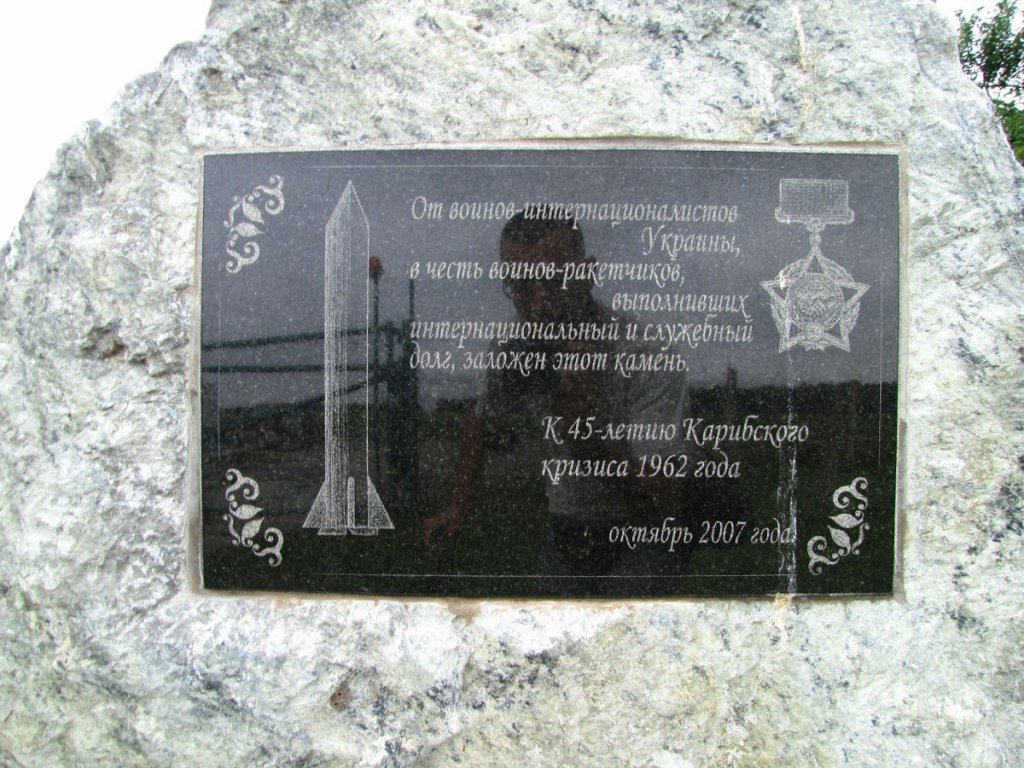 От воинов-интернационалистов
Украины,
в честь воинов-ракетчиков,
выполнивших
интернациональный и служебный
долг, заложен этот камень.
К 45-летию Карибского
кризиса 1962 года
октябрь 2007 года